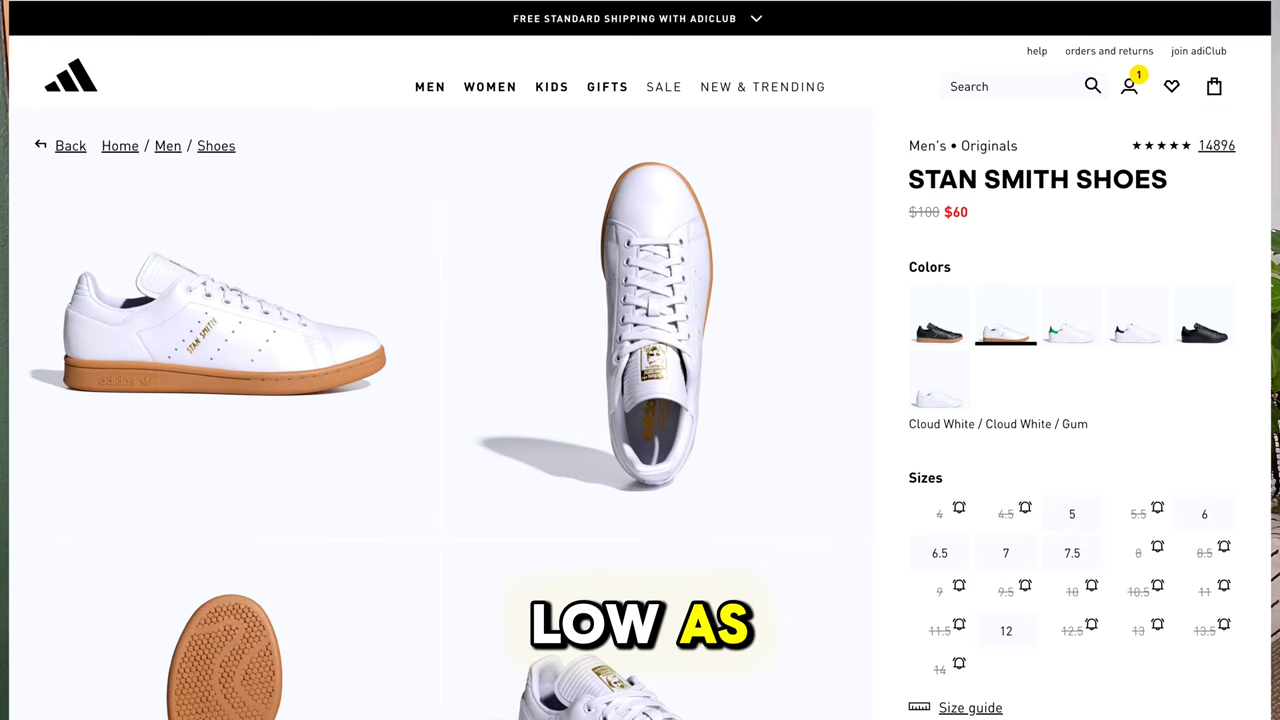 FREE STANDARD SHIPPING WITH ADICLUB
help orders and returns join adiClub
MEN WOMEN KIDS GIFTS SALE NEW & TRENDING
Search
1
Back Home / Men / Shoes
Men's • Originals ★★★★★ 14896
STAN SMITH SHOES
$100 $60
Colors
STAN SMITH
adidas
Cloud White / Cloud White / Gum
Sizes
4 4.5 5 5.5 6
6.5 7 7.5 8 8.5
9 9.5 10 10.5 11
11.5 12 12.5 13 13.5
14
LOW AS
Size guide